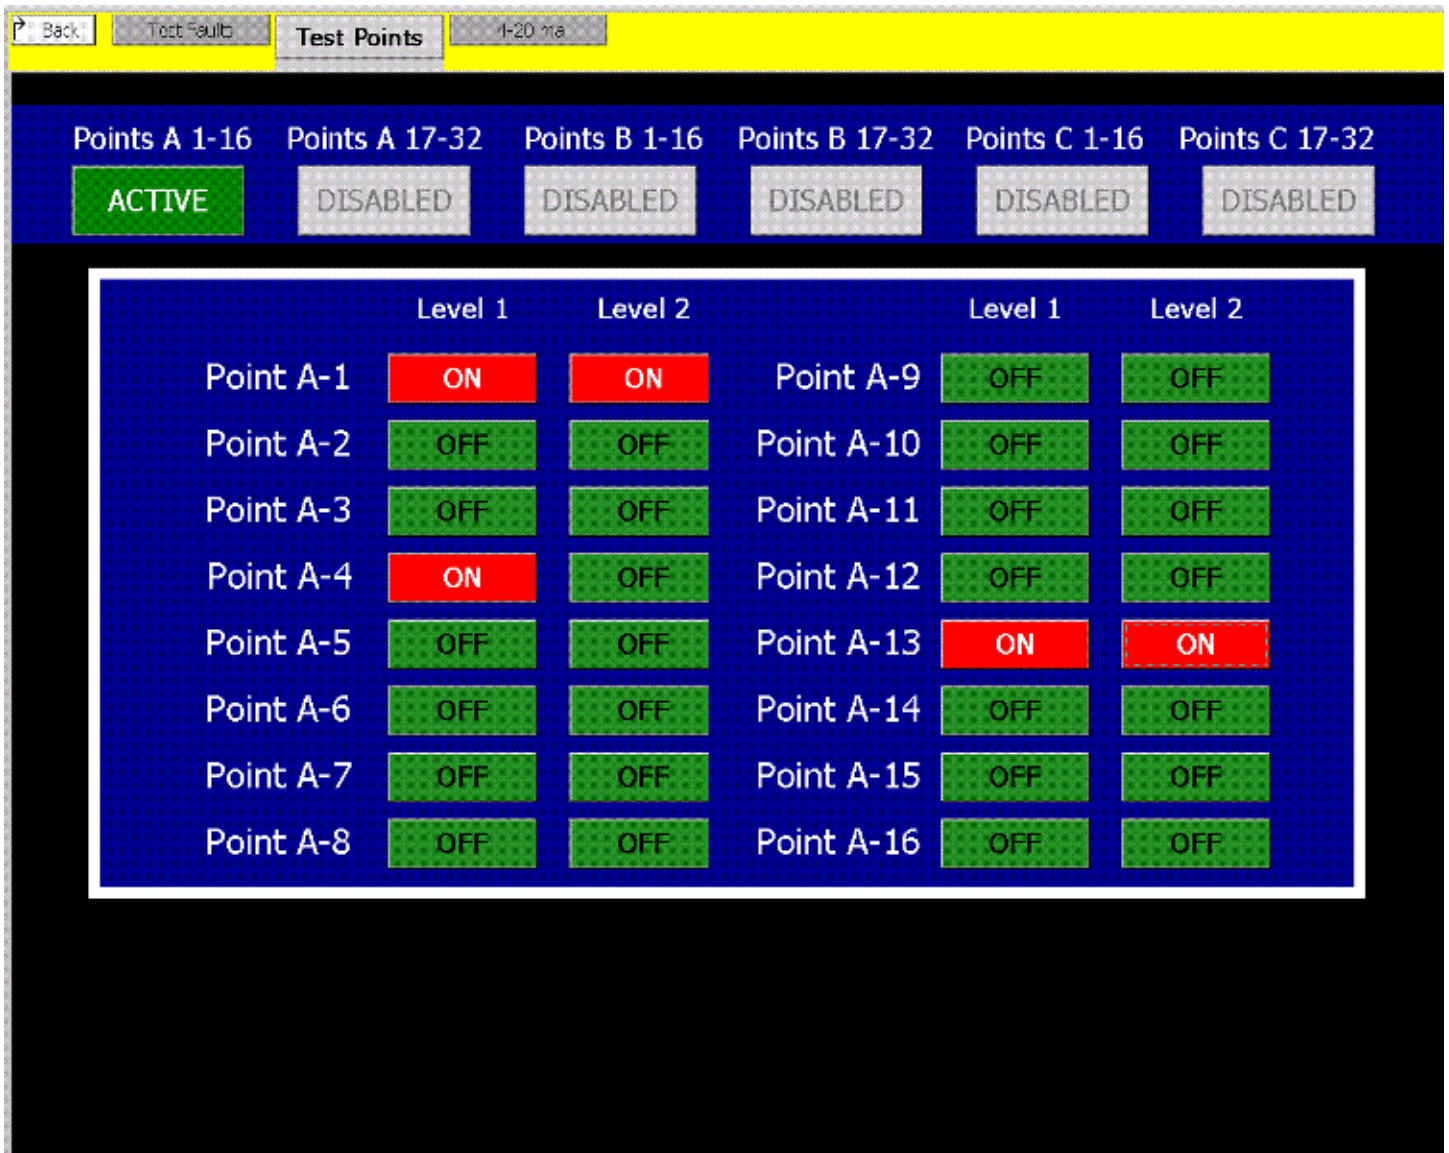 Back Test Faults Test Points 4-20 ma
Points A 1-16 Points A 17-32 Points B 1-16 Points B 17-32 Points C 1-16 Points C 17-32
ACTIVE DISABLED DISABLED DISABLED DISABLED DISABLED
Level 1 Level 2 Level 1 Level 2
Point A-1 ON ON Point A-9 OFF OFF
Point A-2 OFF OFF Point A-10 OFF OFF
Point A-3 OFF OFF Point A-11 OFF OFF
Point A-4 ON OFF Point A-12 OFF OFF
Point A-5 OFF OFF Point A-13 ON ON
Point A-6 OFF OFF Point A-14 OFF OFF
Point A-7 OFF OFF Point A-15 OFF OFF
Point A-8 OFF OFF Point A-16 OFF OFF